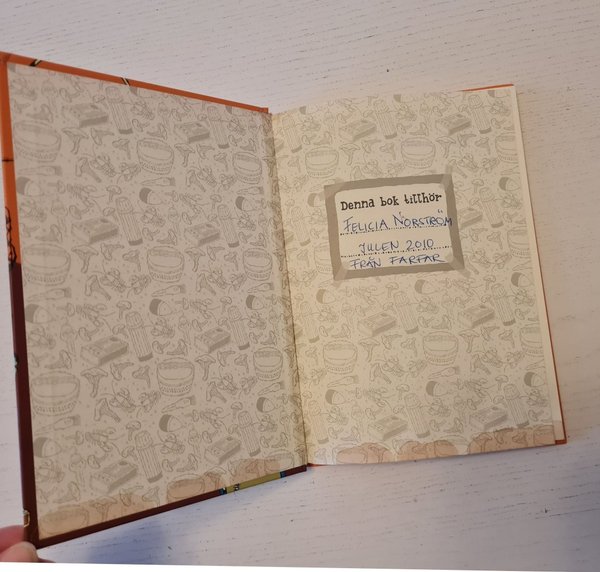 Denna bok tillhör
FELICIA NORSTRÖM
JULEN 2010
FRÅN FARFAR